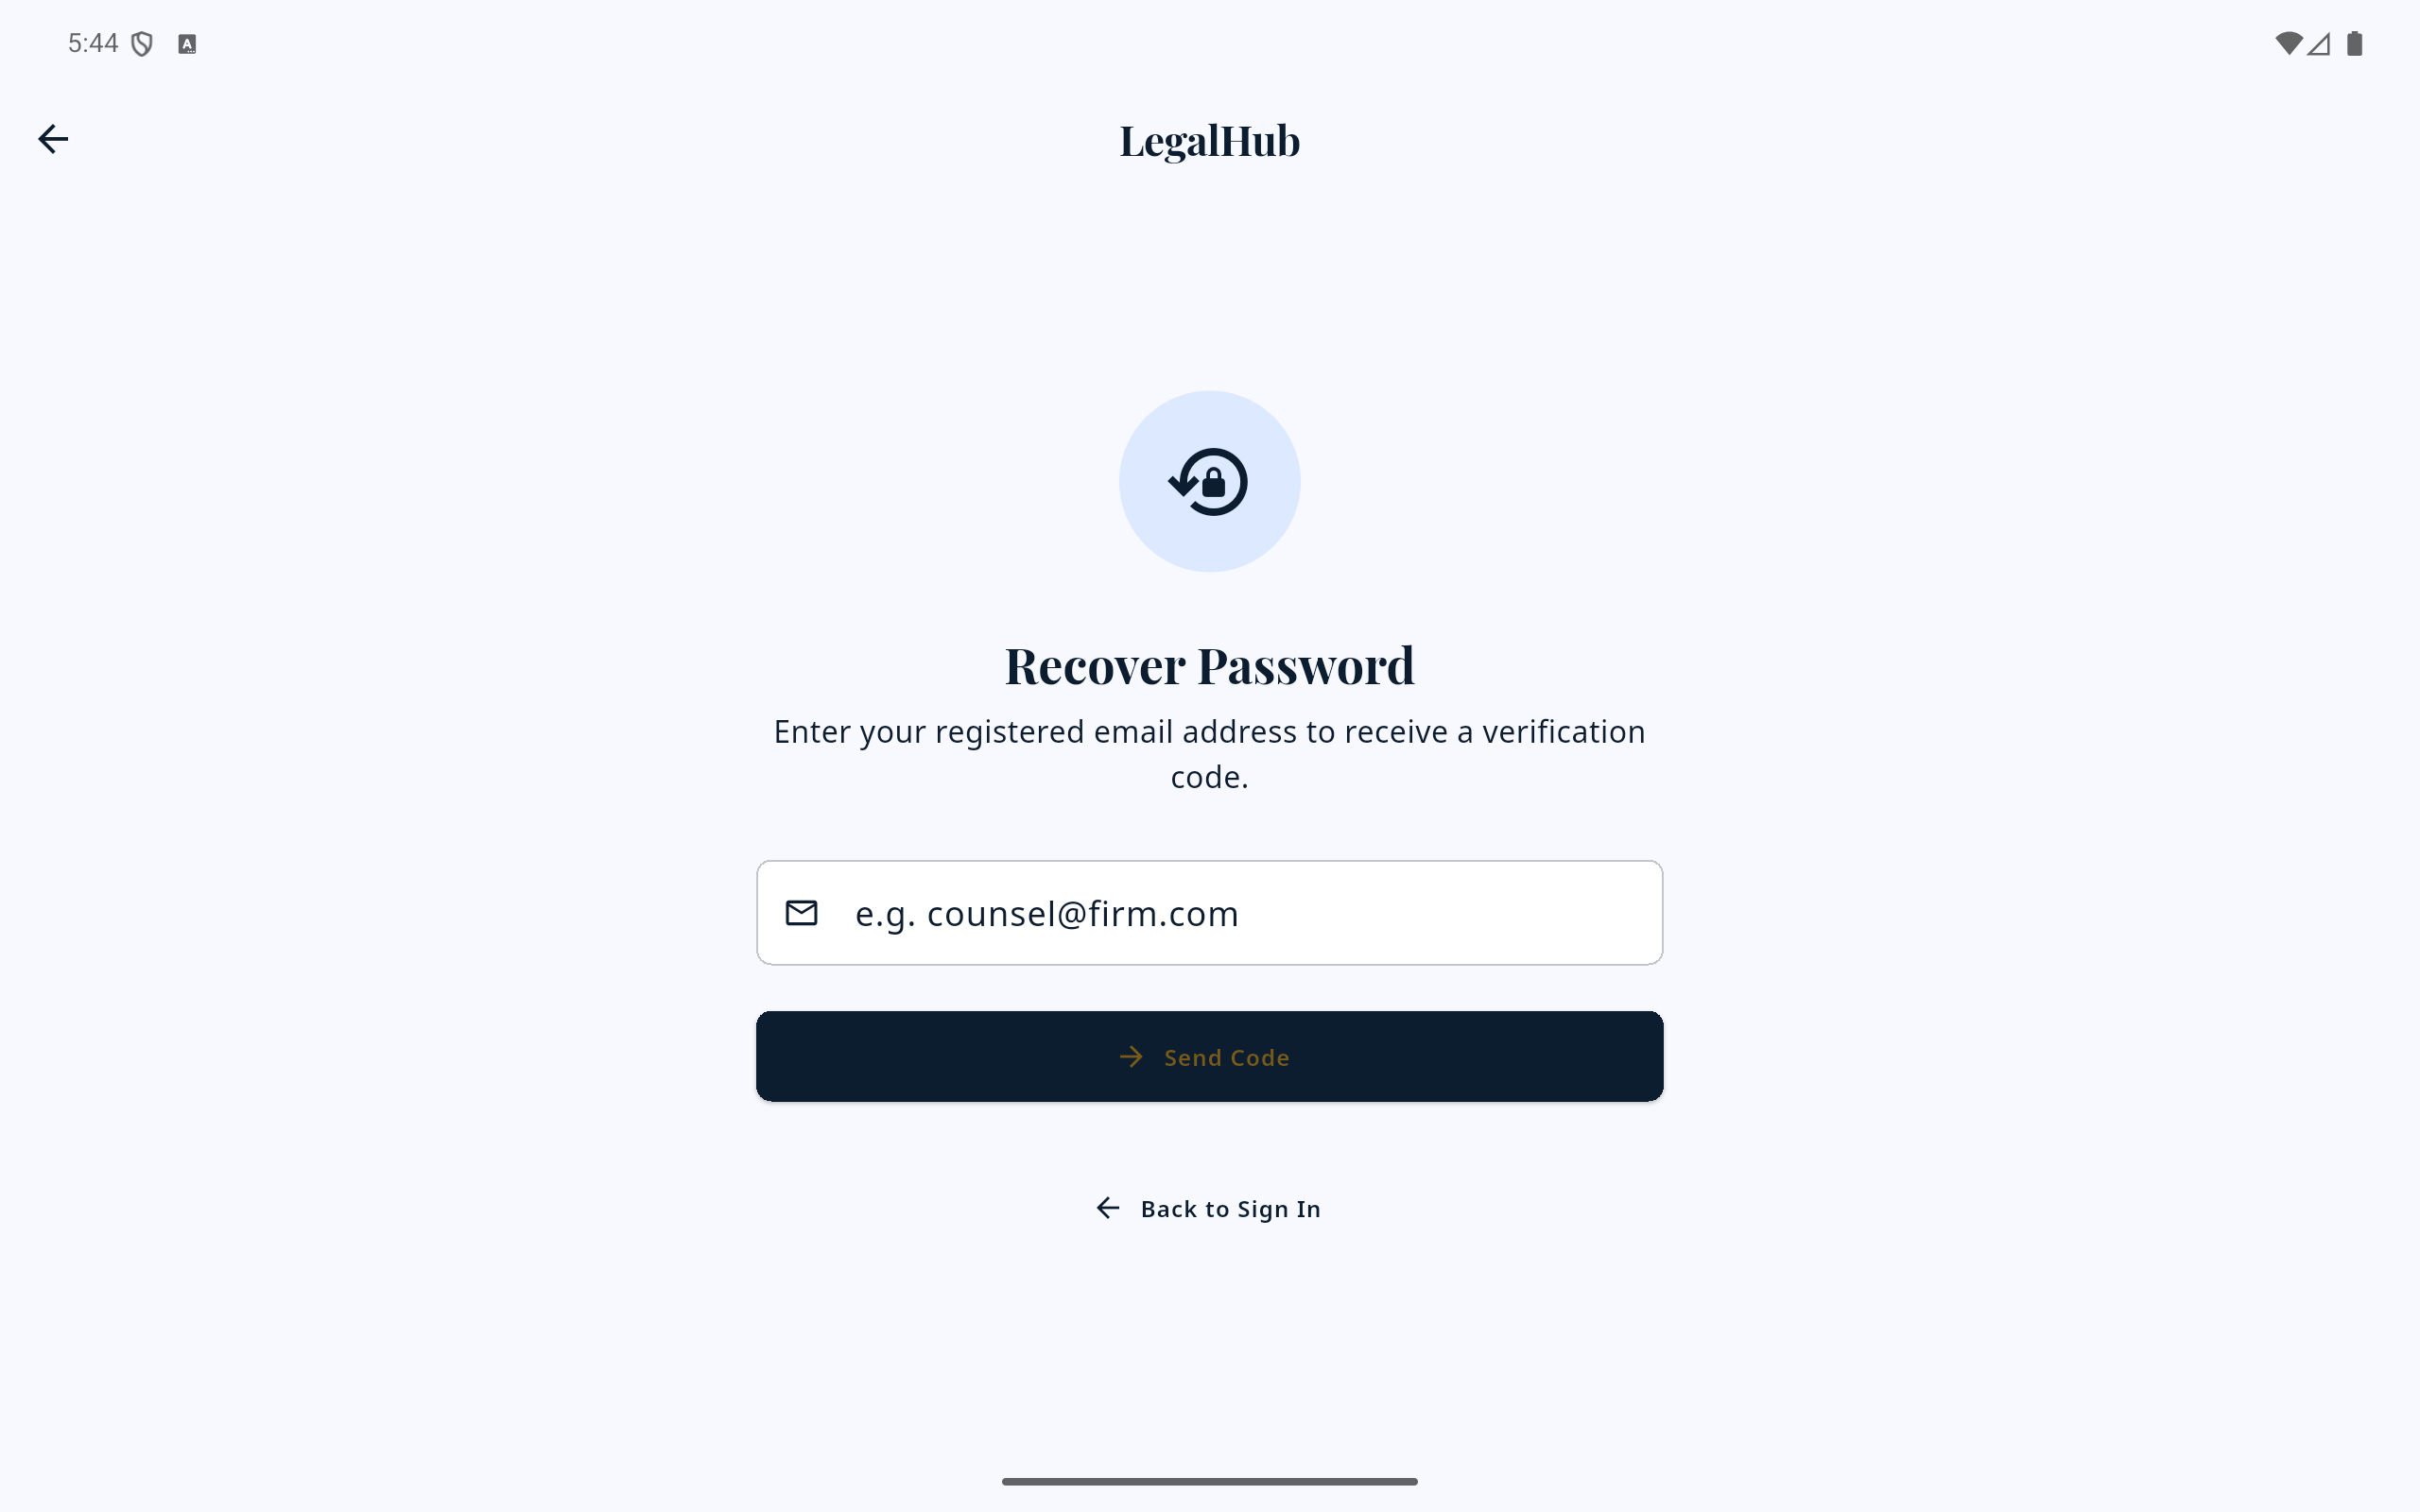 5:44
A
LegalHub
Recover Password
Enter your registered email address to receive a verification
code.
e.g. counsel@firm.com
Send Code
Back to Sign In